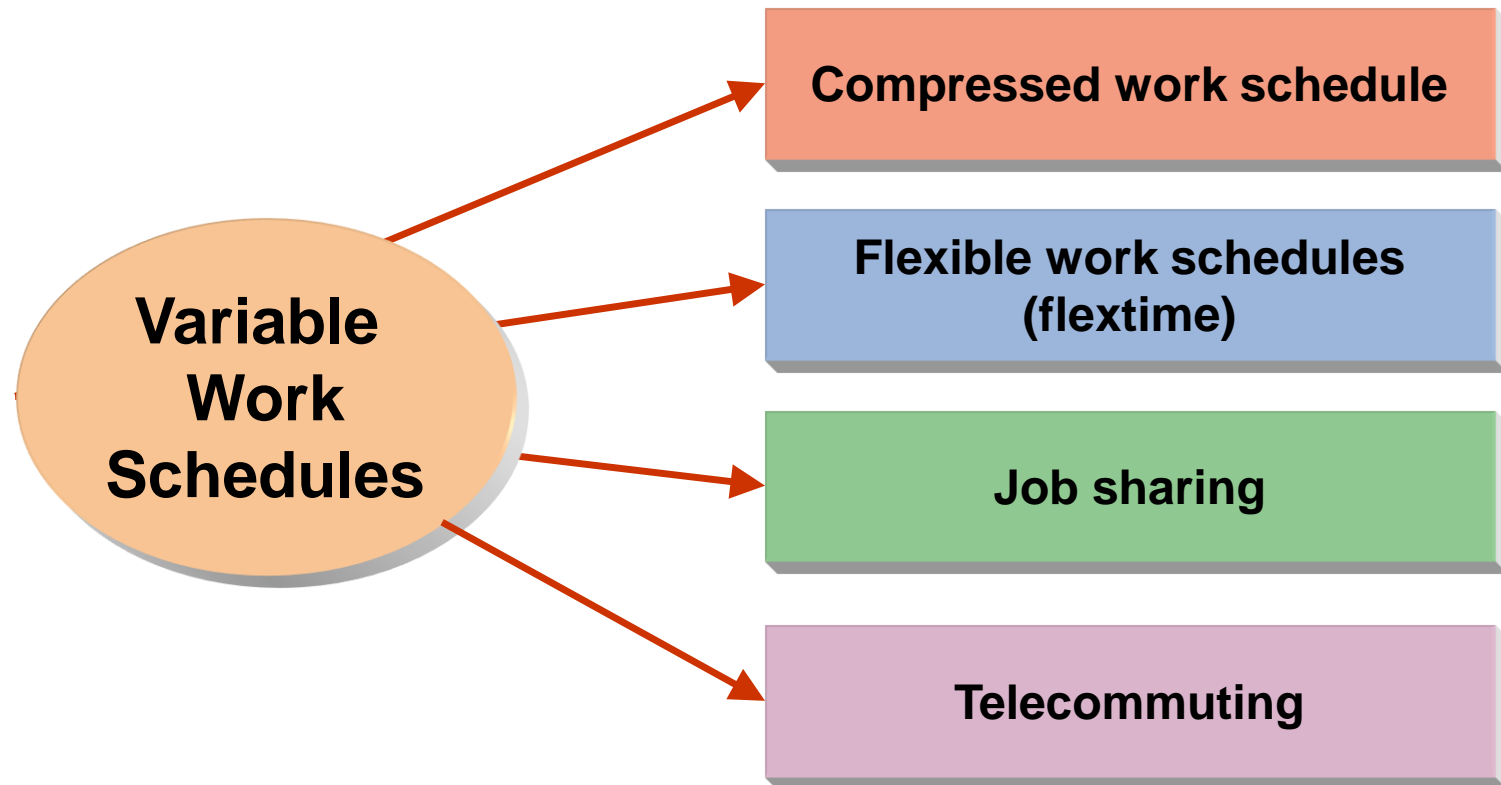 Variable
Work
Schedules
Compressed work schedule
Flexible work schedules
(flextime)
Job sharing
Telecommuting